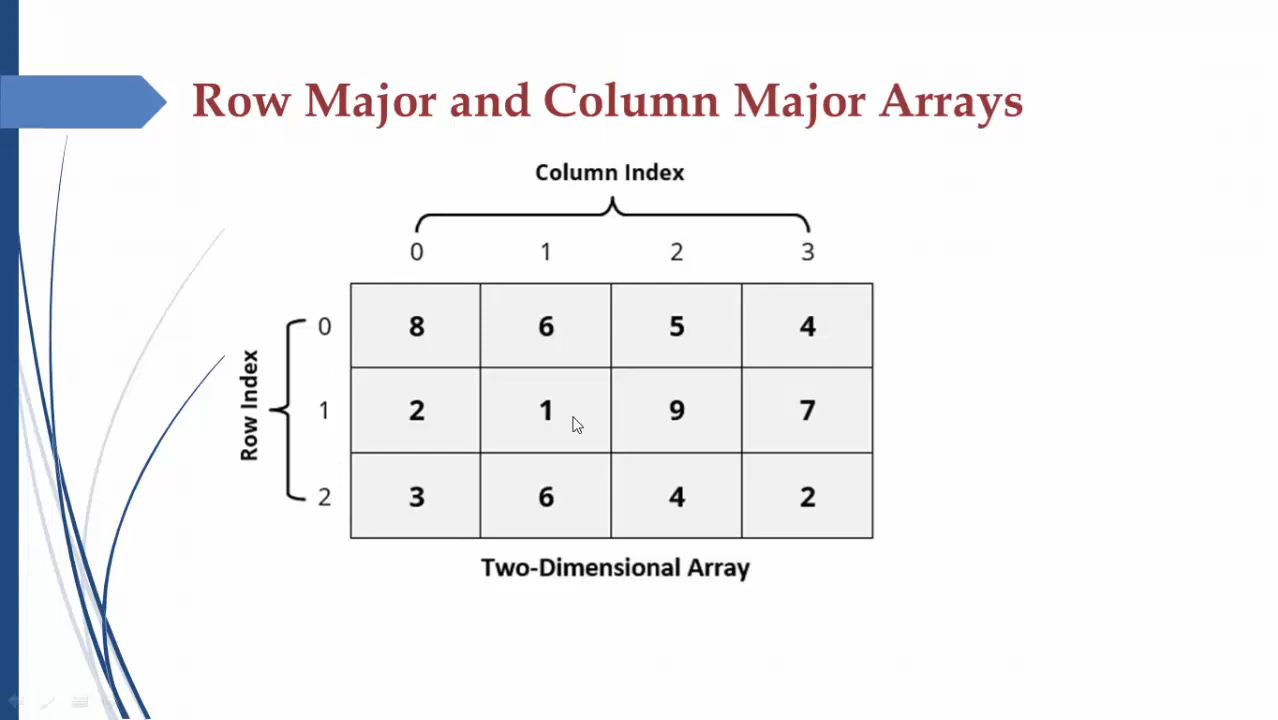 Row Major and Column Major Arrays
Column Index
0 1 2 3
Row Index
0 8 6 5 4
1 2 1 9 7
2 3 6 4 2
Two-Dimensional Array